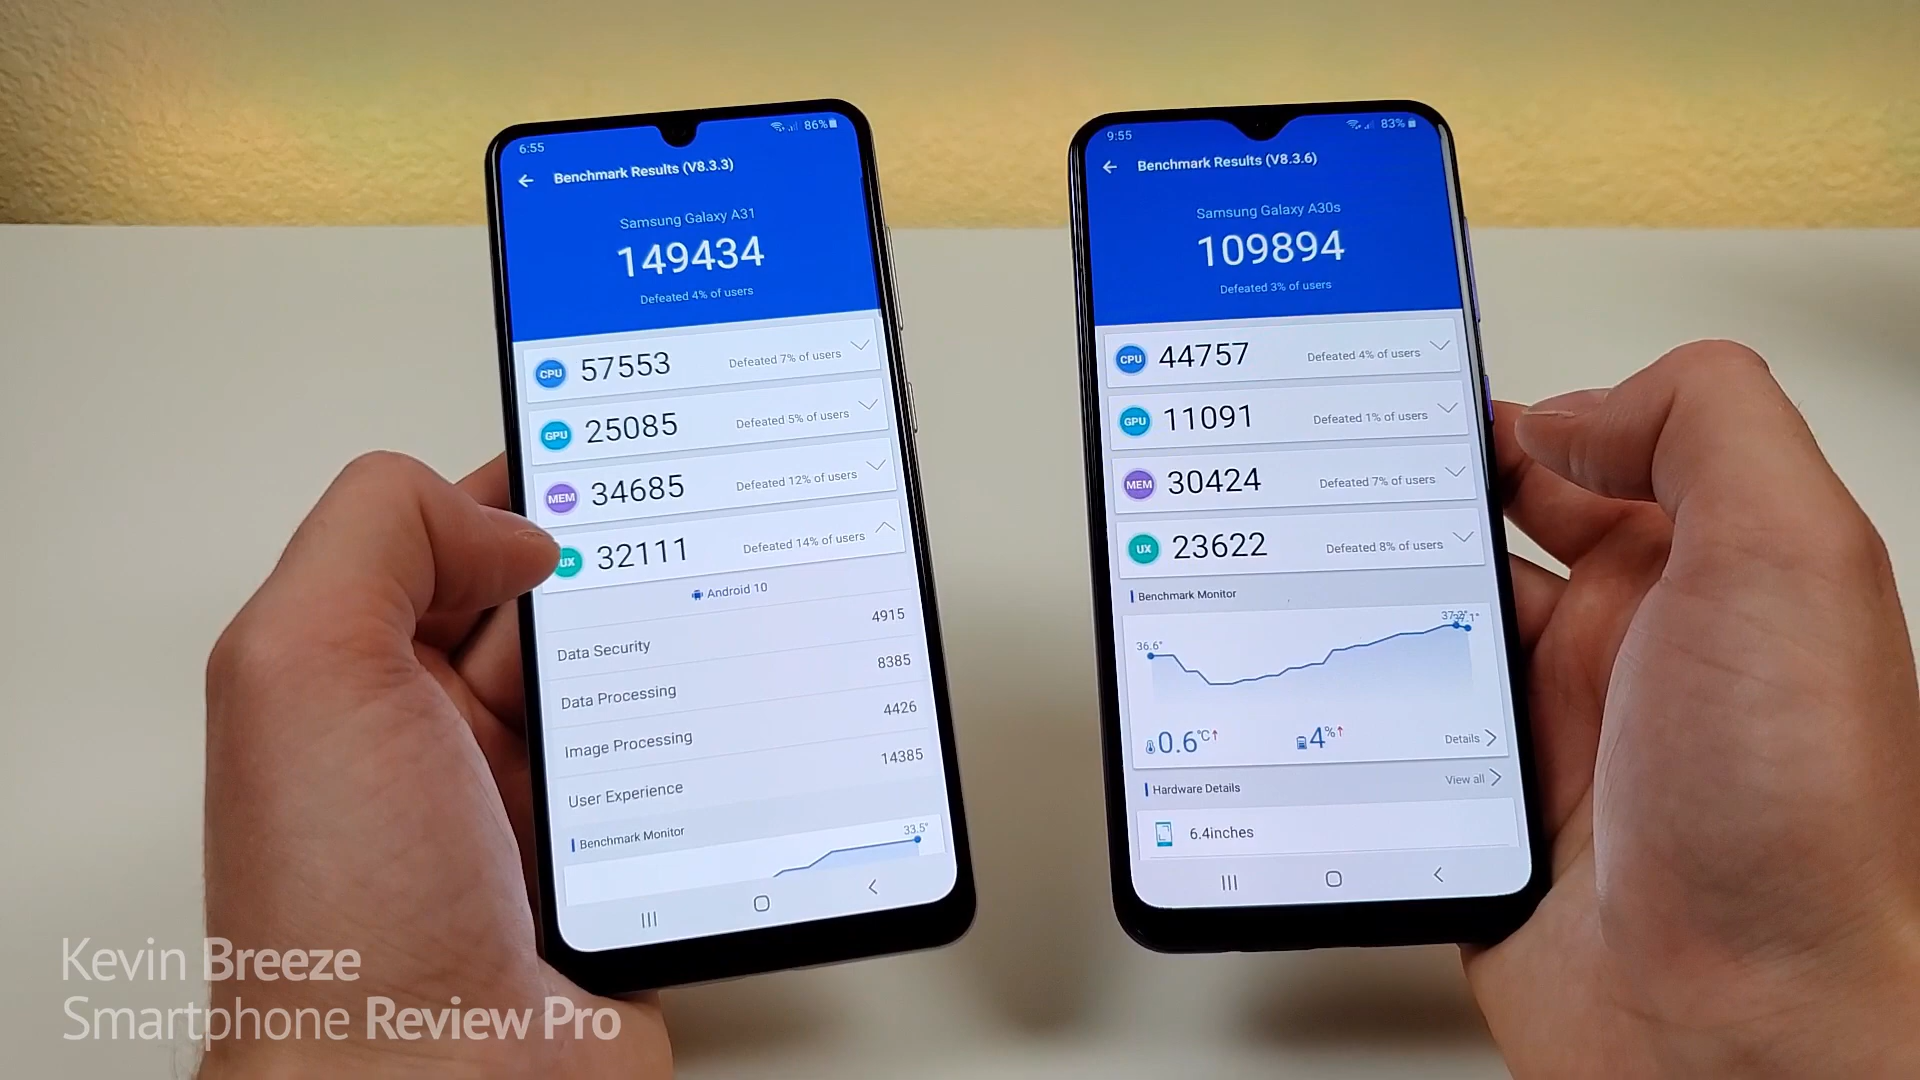 6:55
86%
Benchmark Results (V8.3.3)
Samsung Galaxy A31
149434
Defeated 4% of users
CPU 57553 Defeated 7% of users
GPU 25085 Defeated 5% of users
MEM 34685 Defeated 12% of users
UX 32111 Defeated 14% of users
Android 10
Data Security 4915
Data Processing 8385
Image Processing 4426
User Experience 14385
Benchmark Monitor
33.5°
9:55
83%
Benchmark Results (V8.3.6)
Samsung Galaxy A30s
109894
Defeated 3% of users
CPU 44757 Defeated 4% of users
GPU 11091 Defeated 1% of users
MEM 30424 Defeated 7% of users
UX 23622 Defeated 8% of users
Benchmark Monitor
36.6°
0.6°C↑ 4%↑ Details
Hardware Details View all
6.4inches
Kevin Breeze
Smartphone Review Pro